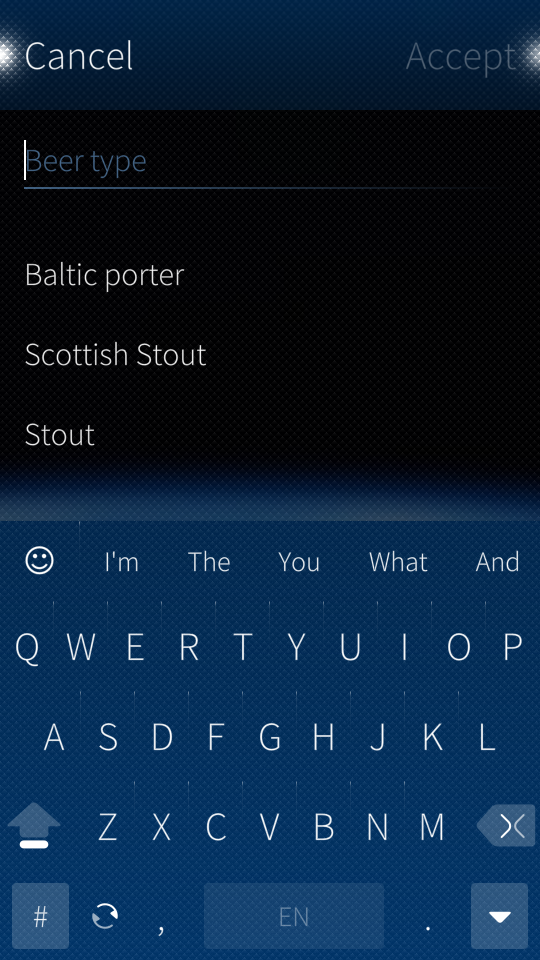 Cancel Accept
Beer type
Baltic porter
Scottish Stout
Stout
I'm The You What And
Q W E R T Y U I O P
A S D F G H J K L
Z X C V B N M
# , EN .